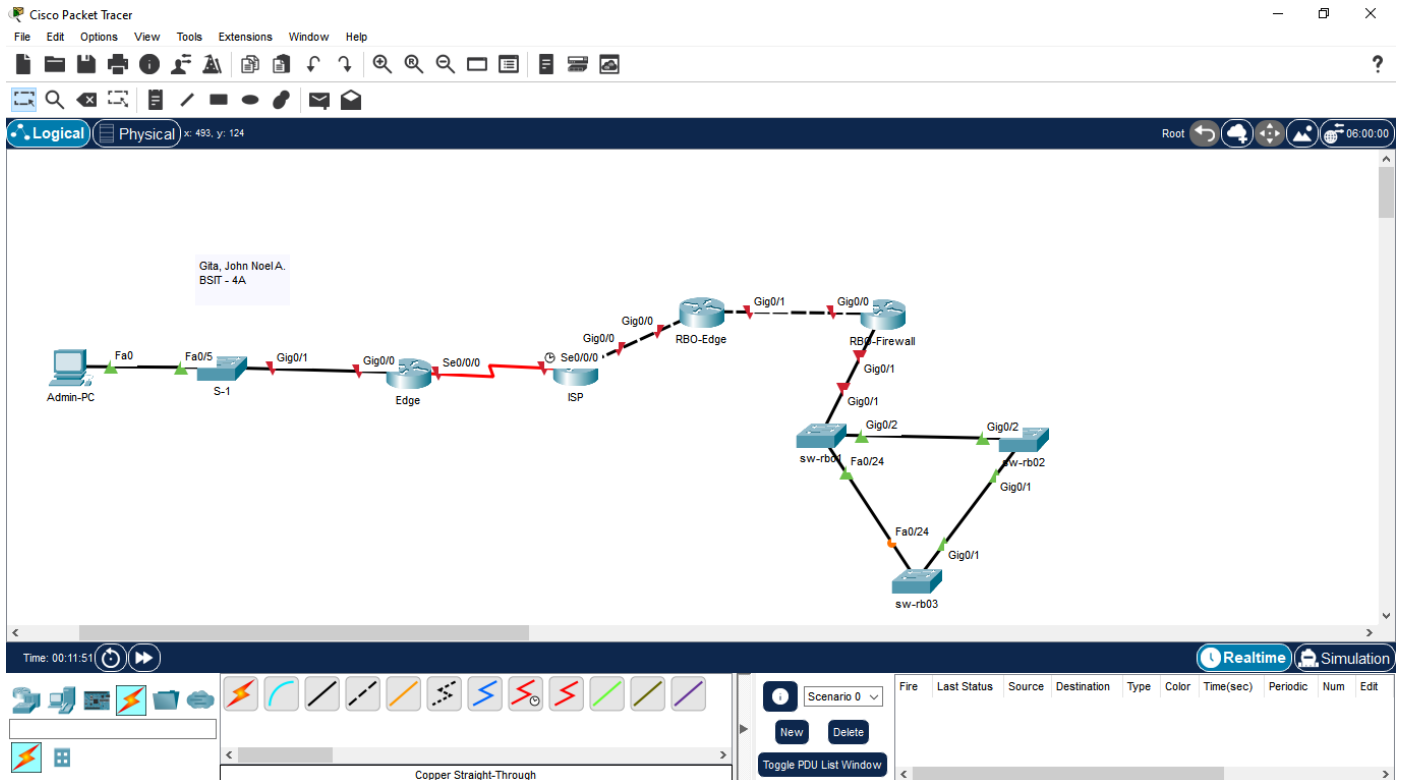 Cisco Packet Tracer
File Edit Options View Tools Extensions Window Help
Logical Physical x: 493, y: 124 Root 06:00:00
Gita, John Noel A.
BSIT - 4A
Gig0/1 Gig0/0
Gig0/0
RBO-Edge
RBO-Firewall
Gig0/0
Fa0 Fa0/5 Gig0/1 Gig0/0 Se0/0/0 Se0/0/0
Gig0/1
Admin-PC S-1 Edge ISP
Gig0/1
Gig0/2 Gig0/2
sw-rb01 Fa0/24 sw-rb02
Gig0/1
Fa0/24
Gig0/1
sw-rb03
Time: 00:11:51 Realtime Simulation
Scenario 0
Fire Last Status Source Destination Type Color Time(sec) Periodic Num Edit
New Delete
Toggle PDU List Window
Copper Straight-Through